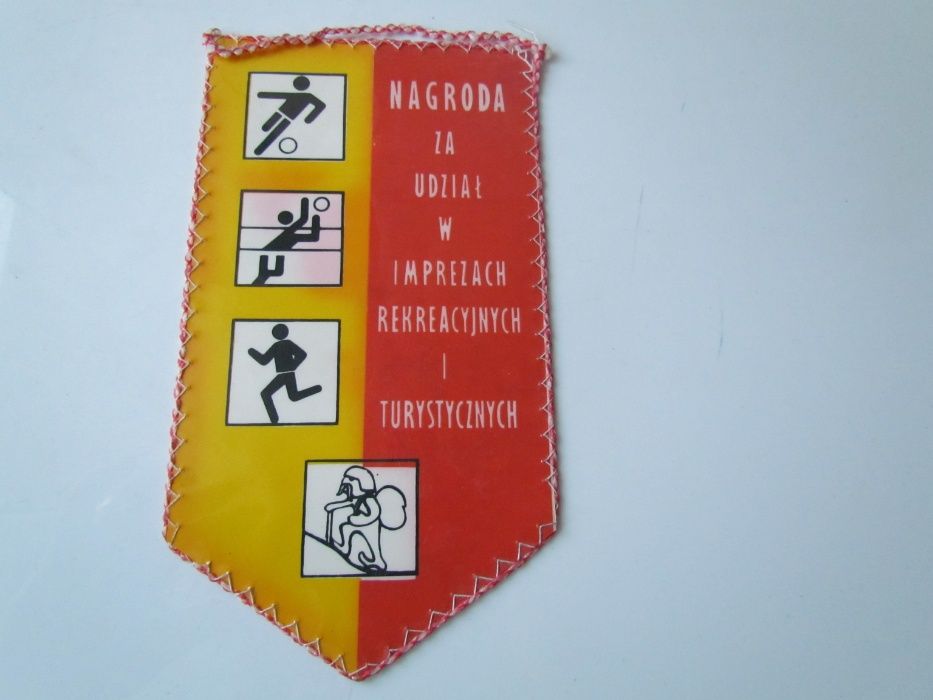 NAGRODA
ZA
UDZIAŁ
W
IMPREZACH
REKREACYJNYCH
I
TURYSTYCZNYCH